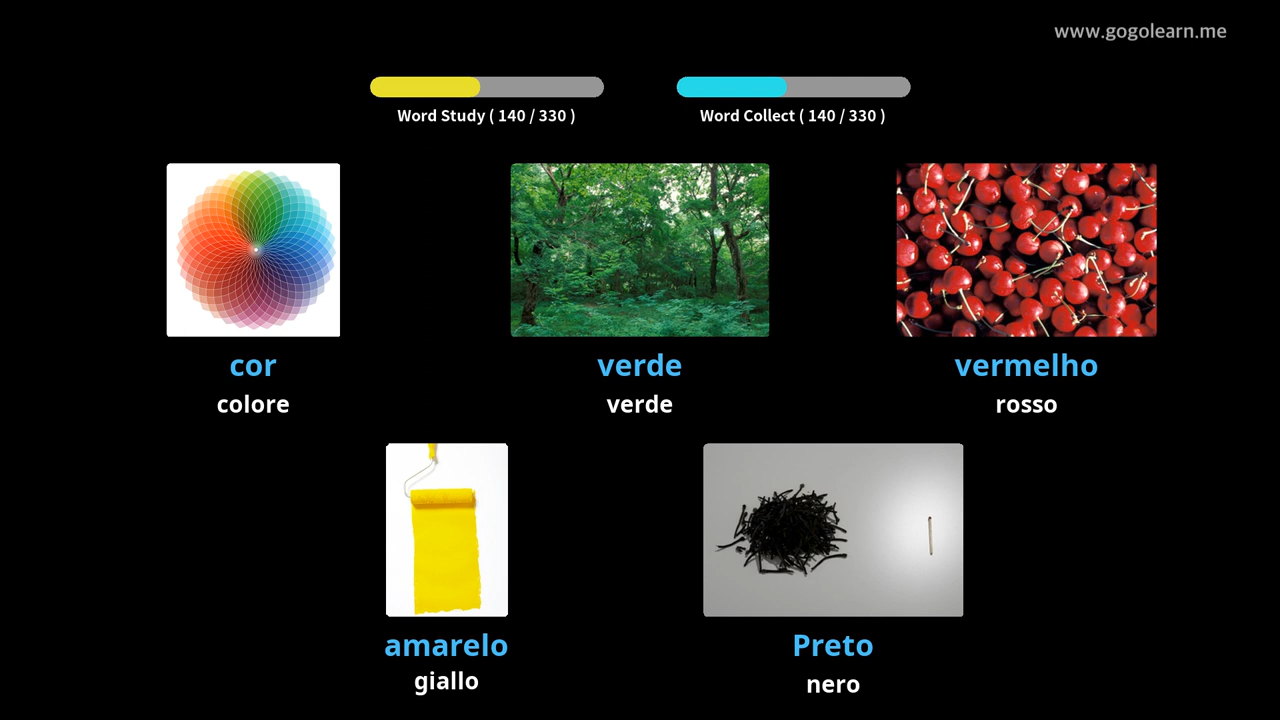 www.gogolearn.me
Word Study ( 140 / 330 )
Word Collect ( 140 / 330 )
cor
colore
verde
verde
vermelho
rosso
amarelo
giallo
Preto
nero